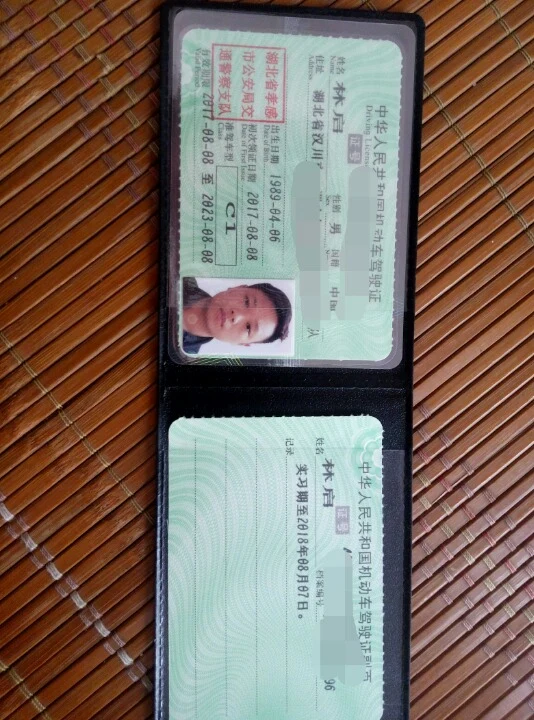 中华人民共和国机动车驾驶证
Driving License
证号
姓名 林启 性别 男 国籍 中国
Name
住址 湖北省汉川
Address
湖北省孝感
市公安局交
通警察支队
出生日期 1989-04-06
Date of Birth
初次领证日期 2017-08-08
Date of First Issue
准驾车型 C1
Class
有效期限 2017-08-08 至 2023-08-08
Valid Period
中华人民共和国机动车驾驶证副页
证号
姓名 林启 档案编号 96
记录 实习期至2018年08月07日。